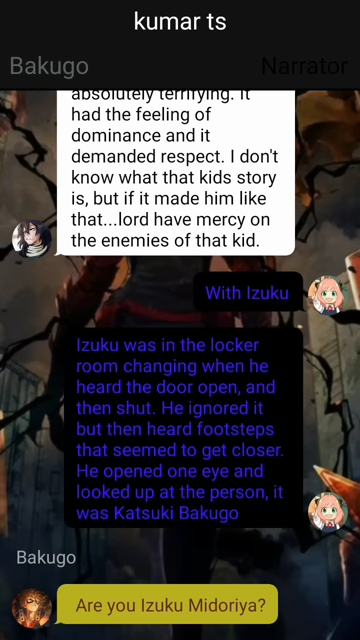 kumar ts
Bakugo
Narrator
absolutely terrifying. It
had the feeling of
dominance and it
demanded respect. I don't
know what that kids story
is, but if it made him like
that...lord have mercy on
the enemies of that kid.
With Izuku
Izuku was in the locker
room changing when he
heard the door open, and
then shut. He ignored it
but then heard footsteps
that seemed to get closer.
He opened one eye and
looked up at the person, it
was Katsuki Bakugo
Bakugo
Are you Izuku Midoriya?